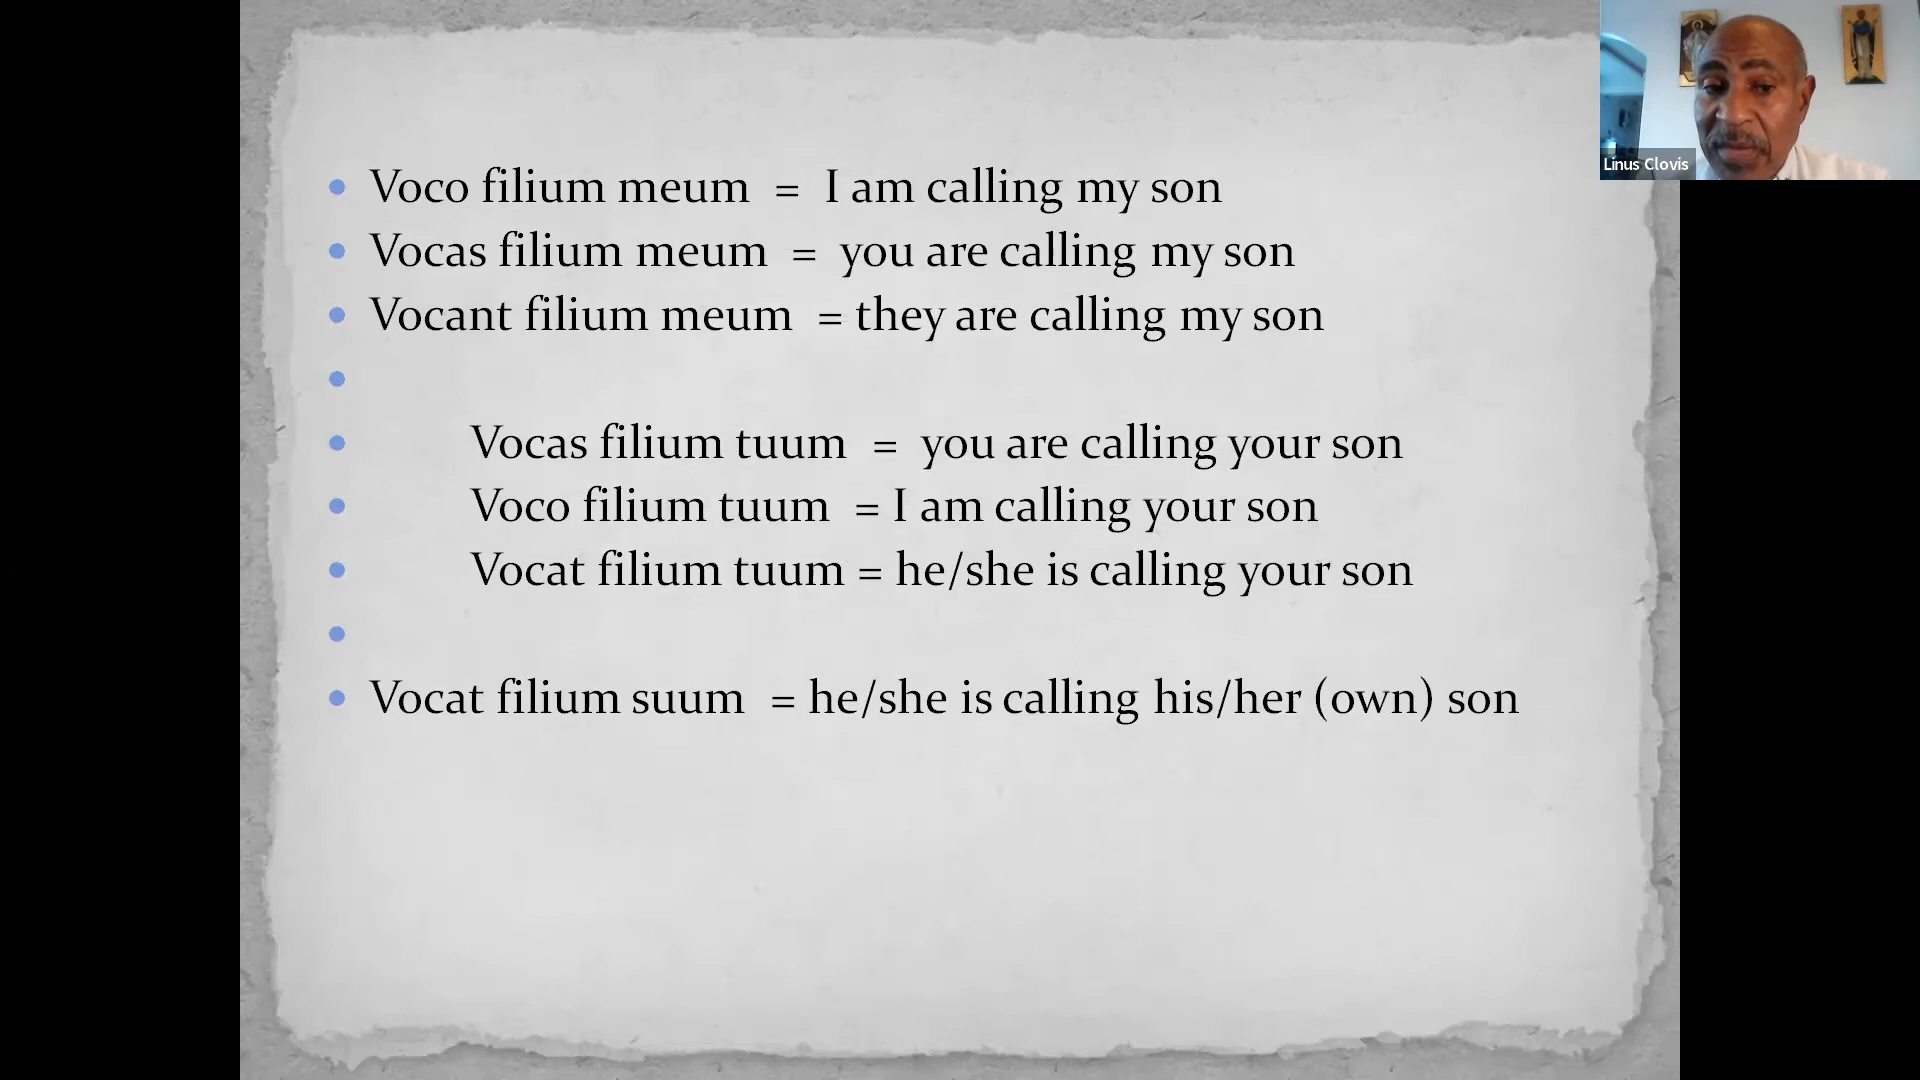 Voco filium meum = I am calling my son
Vocas filium meum = you are calling my son
Vocant filium meum = they are calling my son
Vocas filium tuum = you are calling your son
Voco filium tuum = I am calling your son
Vocat filium tuum = he/she is calling your son
Vocat filium suum = he/she is calling his/her (own) son
Linus Clovis